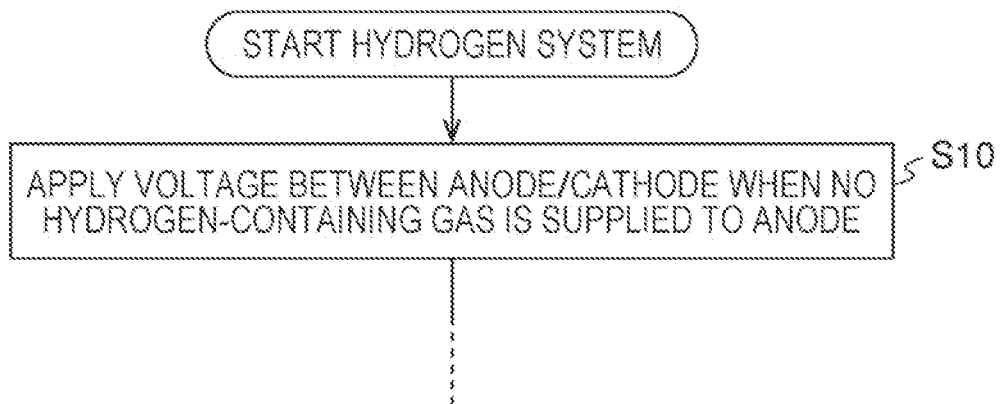 START HYDROGEN SYSTEM
APPLY VOLTAGE BETWEEN ANODE/CATHODE WHEN NO
HYDROGEN-CONTAINING GAS IS SUPPLIED TO ANODE
S10